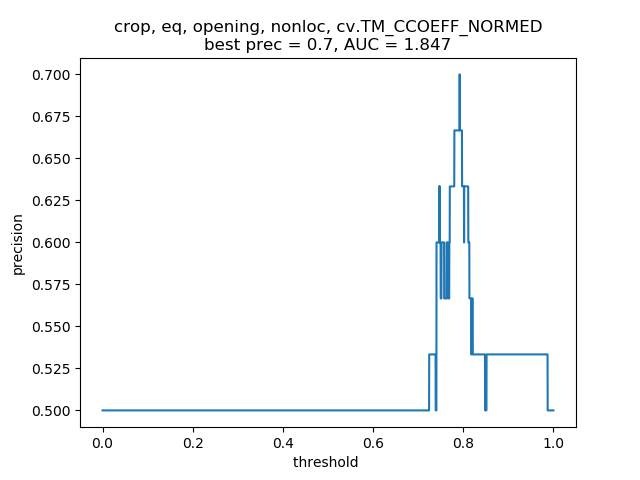 crop, eq, opening, nonloc, cv.TM_CCOEFF_NORMED
best prec = 0.7, AUC = 1.847
0.700
0.675
0.650
0.625
0.600
0.575
0.550
0.525
0.500
precision
0.0 0.2 0.4 0.6 0.8 1.0
threshold